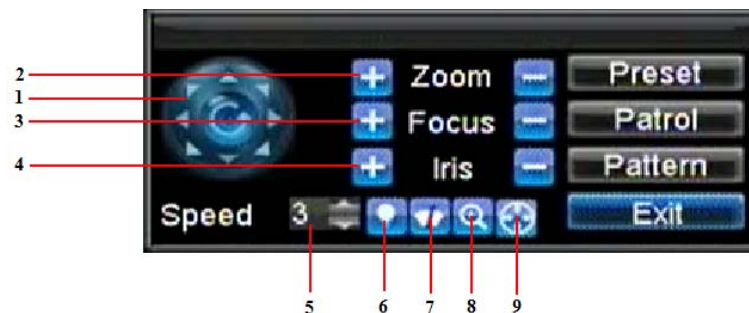 2
Zoom
Preset
1
3
Focus
Patrol
4
Iris
Pattern
Speed
3
Exit
5
6
7
8
9